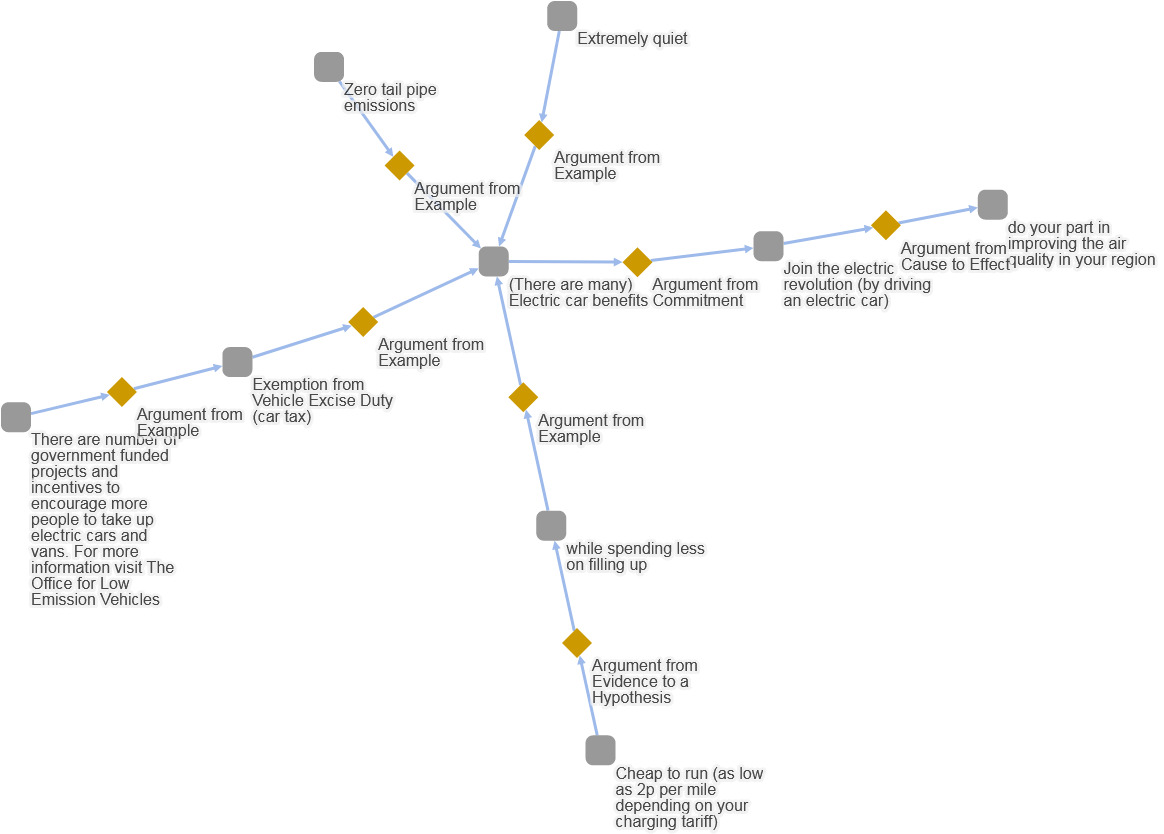 Extremely quiet
Zero tail pipe
emissions
Argument from
Example
Argument from
Example
do your part in
improving the air
quality in your region
Argument from
Cause to Effect
Join the electric
revolution (by driving
an electric car)
(There are many)
Electric car benefits
Argument from
Commitment
Argument from
Example
Exemption from
Vehicle Excise Duty
(car tax)
Argument from
Example
There are number of
government funded
projects and
incentives to
encourage more
people to take up
electric cars and
vans. For more
information visit The
Office for Low
Emission Vehicles
Argument from
Example
while spending less
on filling up
Argument from
Evidence to a
Hypothesis
Cheap to run (as low
as 2p per mile
depending on your
charging tariff)